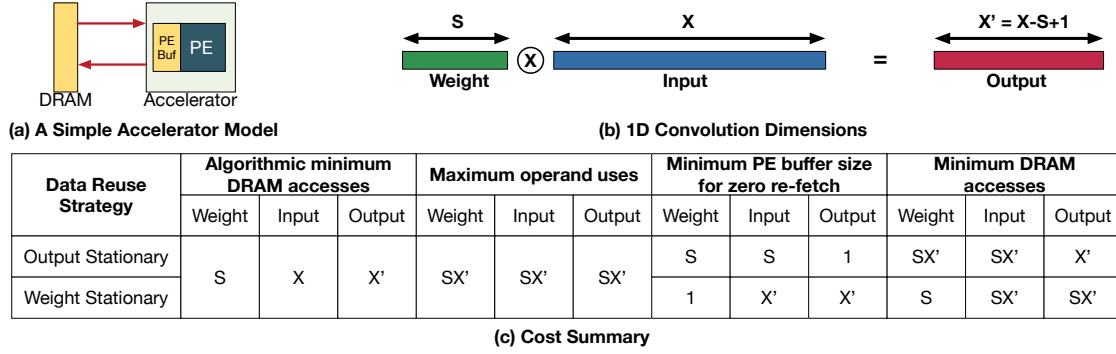 S
X
X' = X-S+1
PE
Buf
PE
X
=
DRAM
Accelerator
Weight
Input
Output
(a) A Simple Accelerator Model
(b) 1D Convolution Dimensions
Data Reuse
Strategy
Algorithmic minimum
DRAM accesses
Maximum operand uses
Minimum PE buffer size
for zero re-fetch
Minimum DRAM
accesses
Weight Input Output Weight Input Output Weight Input Output Weight Input Output
Output Stationary S X X' SX' SX' SX' S S 1 SX' SX' X'
Weight Stationary 1 X' X' S SX' SX'
(c) Cost Summary